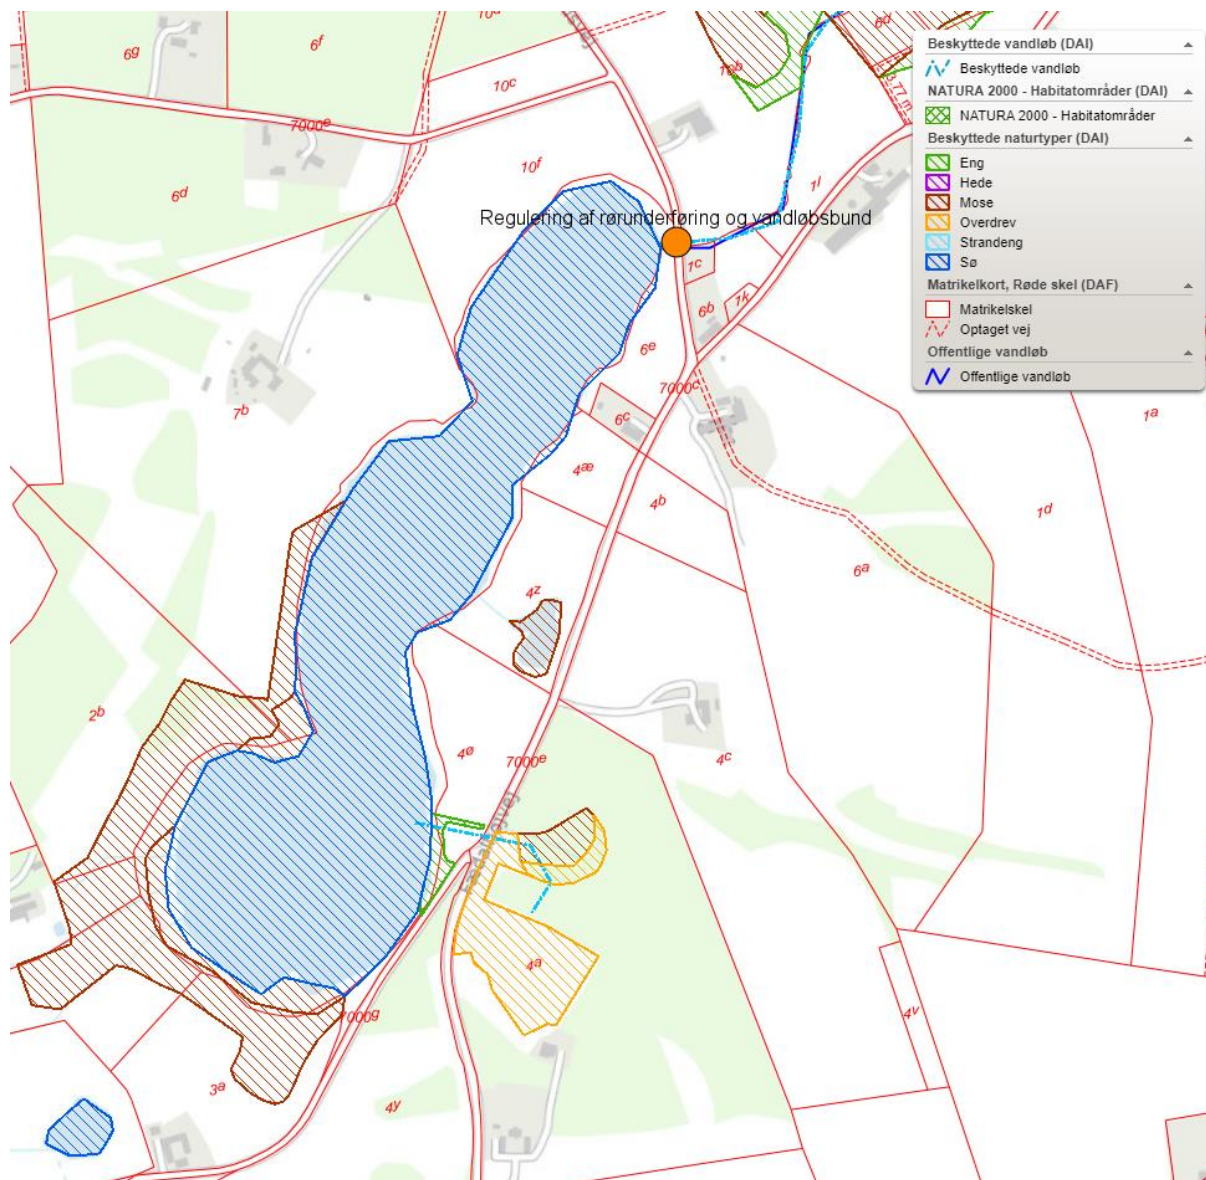 6g
6f
10c
10b
6d
7000e
6d
10f
1l
Regulering af rørunderføring og vandløbsbund
1c
6b
1k
6e
7000c
6c
7b
4æ
4b
1a
1d
6a
4z
2b
4ø
7000e
4c
4a
4v
7000g
3a
4y
Beskyttede vandløb (DAI)
Beskyttede vandløb
NATURA 2000 - Habitatområder (DAI)
NATURA 2000 - Habitatområder
Beskyttede naturtyper (DAI)
Eng
Hede
Mose
Overdrev
Strandeng
Sø
Matrikelkort, Røde skel (DAF)
Matrikelskel
Optaget vej
Offentlige vandløb
Offentlige vandløb